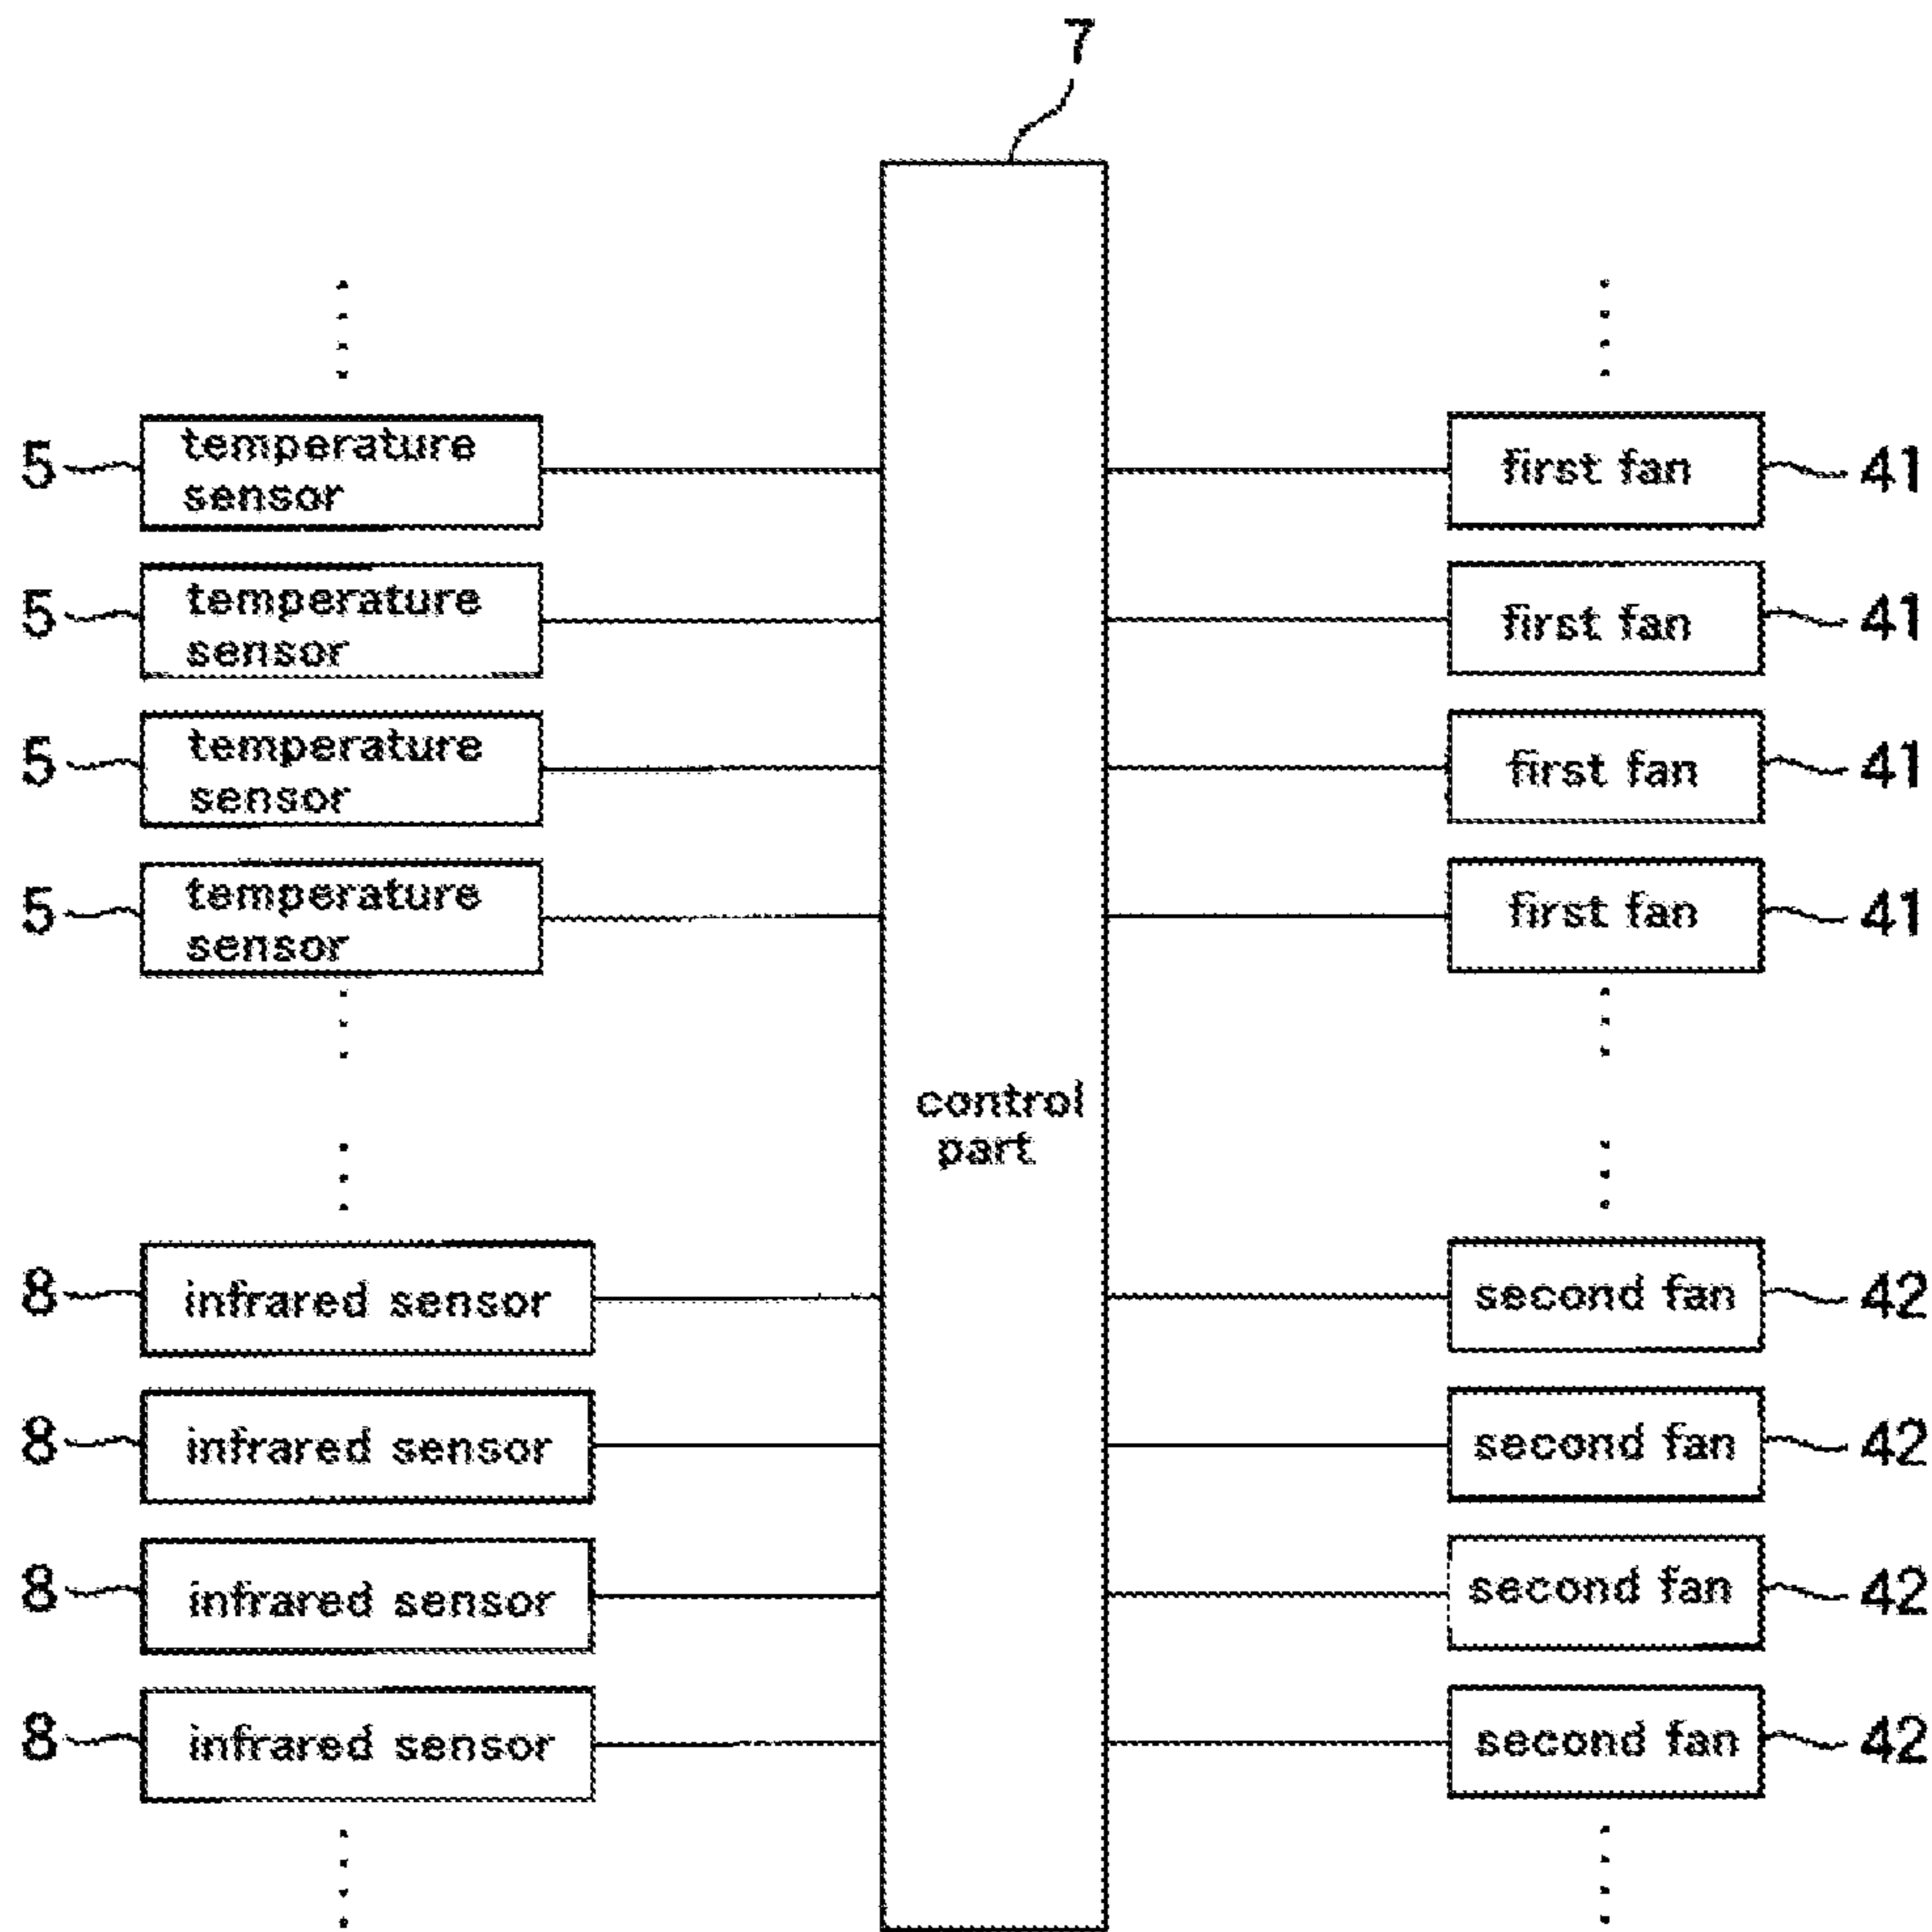 7
5
temperature
sensor
first fan
41
5
temperature
sensor
first fan
41
5
temperature
sensor
first fan
41
5
temperature
sensor
first fan
41
control
part
8
infrared sensor
second fan
42
8
infrared sensor
second fan
42
8
infrared sensor
second fan
42
8
infrared sensor
second fan
42